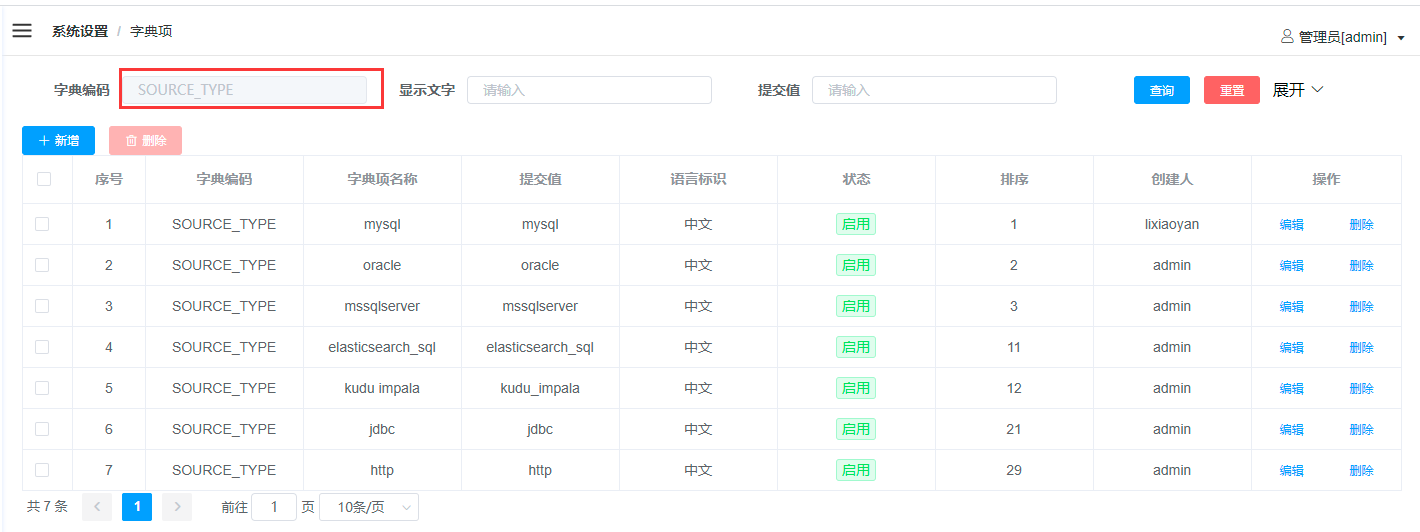 系统设置 / 字典项
管理员[admin]
字典编码 SOURCE_TYPE 显示文字 请输入 提交值 请输入 查询 重置 展开
新增 删除
序号 字典编码 字典项名称 提交值 语言标识 状态 排序 创建人 操作
1 SOURCE_TYPE mysql mysql 中文 启用 1 lixiaoyan 编辑 删除
2 SOURCE_TYPE oracle oracle 中文 启用 2 admin 编辑 删除
3 SOURCE_TYPE mssqlserver mssqlserver 中文 启用 3 admin 编辑 删除
4 SOURCE_TYPE elasticsearch_sql elasticsearch_sql 中文 启用 11 admin 编辑 删除
5 SOURCE_TYPE kudu impala kudu_impala 中文 启用 12 admin 编辑 删除
6 SOURCE_TYPE jdbc jdbc 中文 启用 21 admin 编辑 删除
7 SOURCE_TYPE http http 中文 启用 29 admin 编辑 删除
共 7 条 1 前往 1 页 10条/页